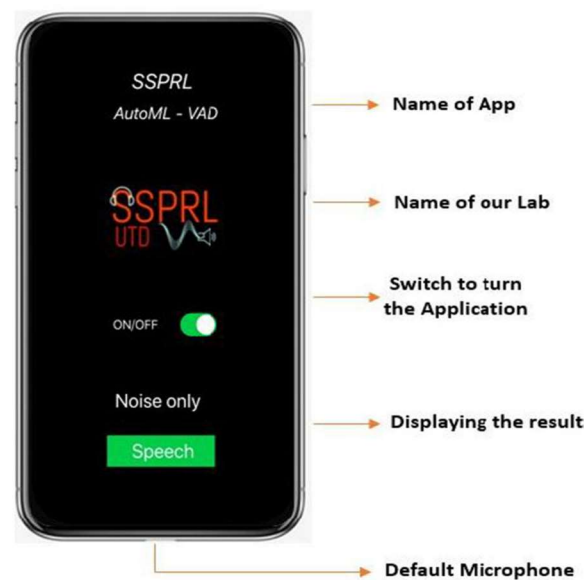 SSPRL
AutoML - VAD
Name of App
SSPRL
UTD
Name of our Lab
ON/OFF
Switch to turn
the Application
Noise only
Speech
Displaying the result
Default Microphone